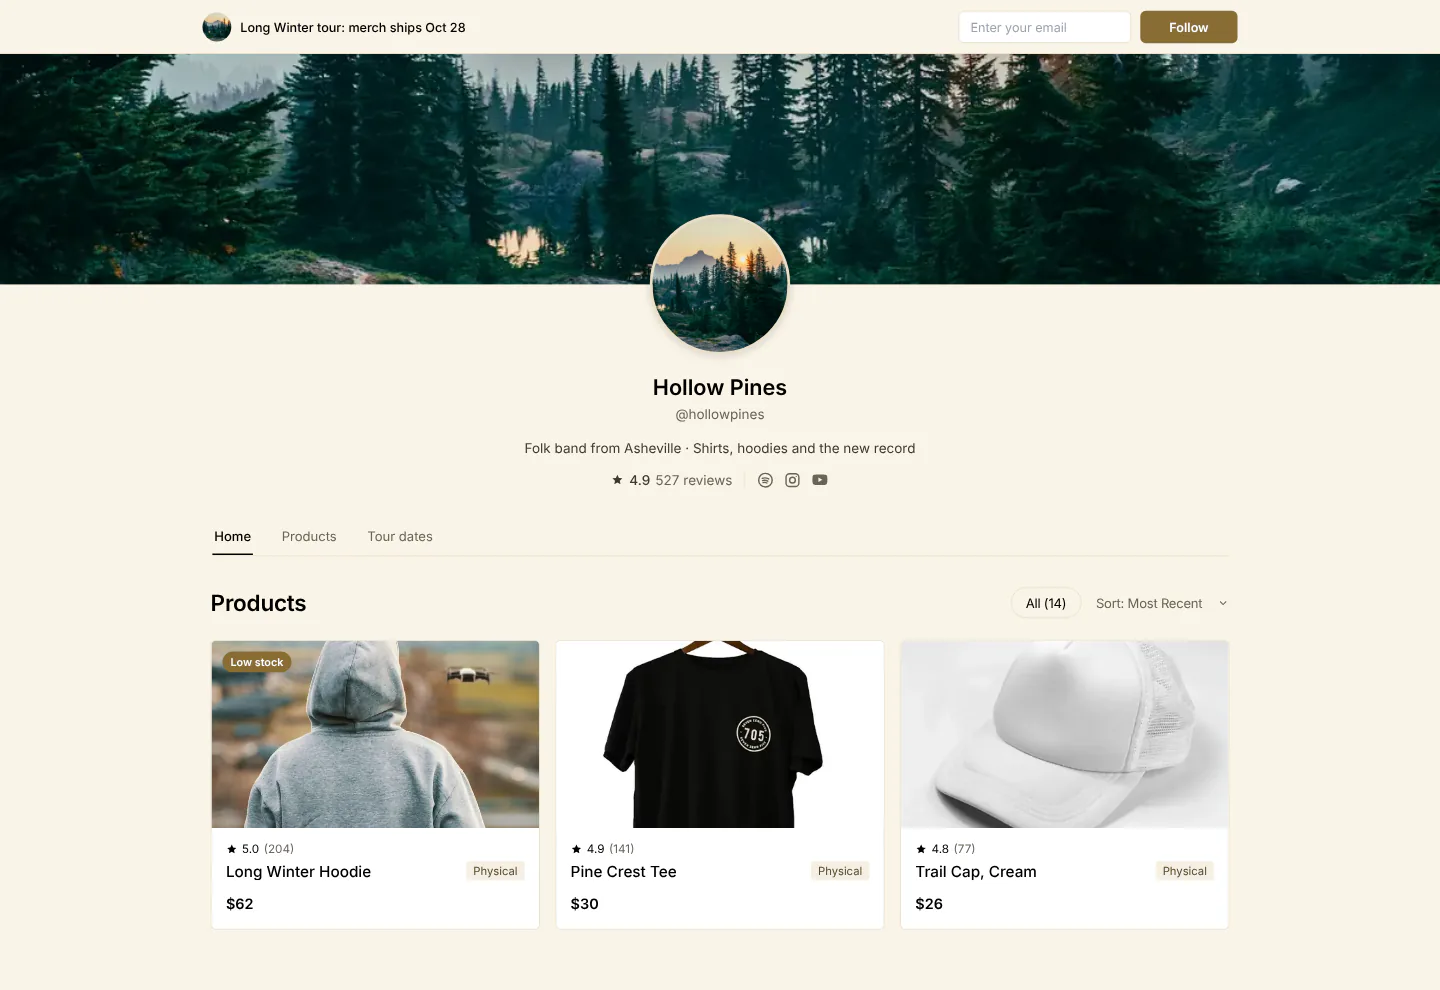 Long Winter tour: merch ships Oct 28
Enter your email
Follow
Hollow Pines
@hollowpines
Folk band from Asheville · Shirts, hoodies and the new record
★ 4.9 527 reviews
Home
Products
Tour dates
Products
All (14)
Sort: Most Recent
Low stock
705
★ 5.0 (204)
Long Winter Hoodie
Physical
$62
★ 4.9 (141)
Pine Crest Tee
Physical
$30
★ 4.8 (77)
Trail Cap, Cream
Physical
$26